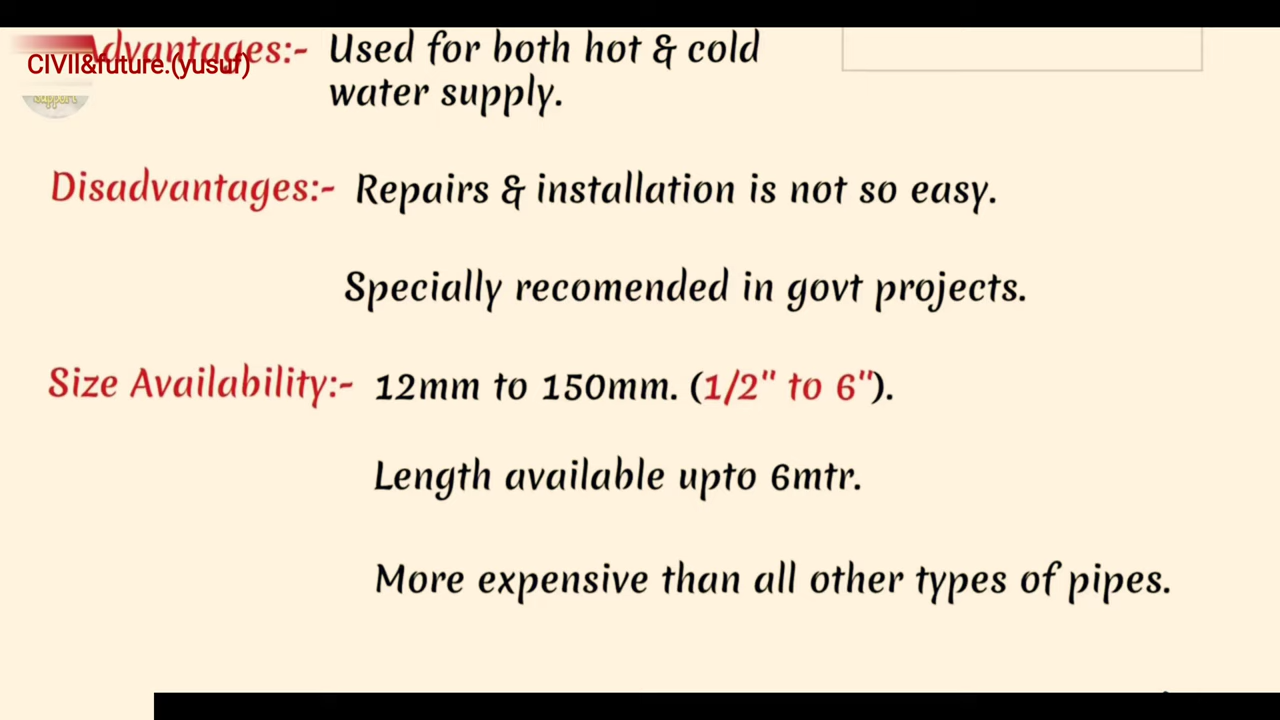 Advantages:- Used for both hot & cold
CIVIl&future.(yusuf)
water supply.
Support
Disadvantages:- Repairs & installation is not so easy.
Specially recomended in govt projects.
Size Availability:- 12mm to 150mm. (1/2" to 6").
Length available upto 6mtr.
More expensive than all other types of pipes.